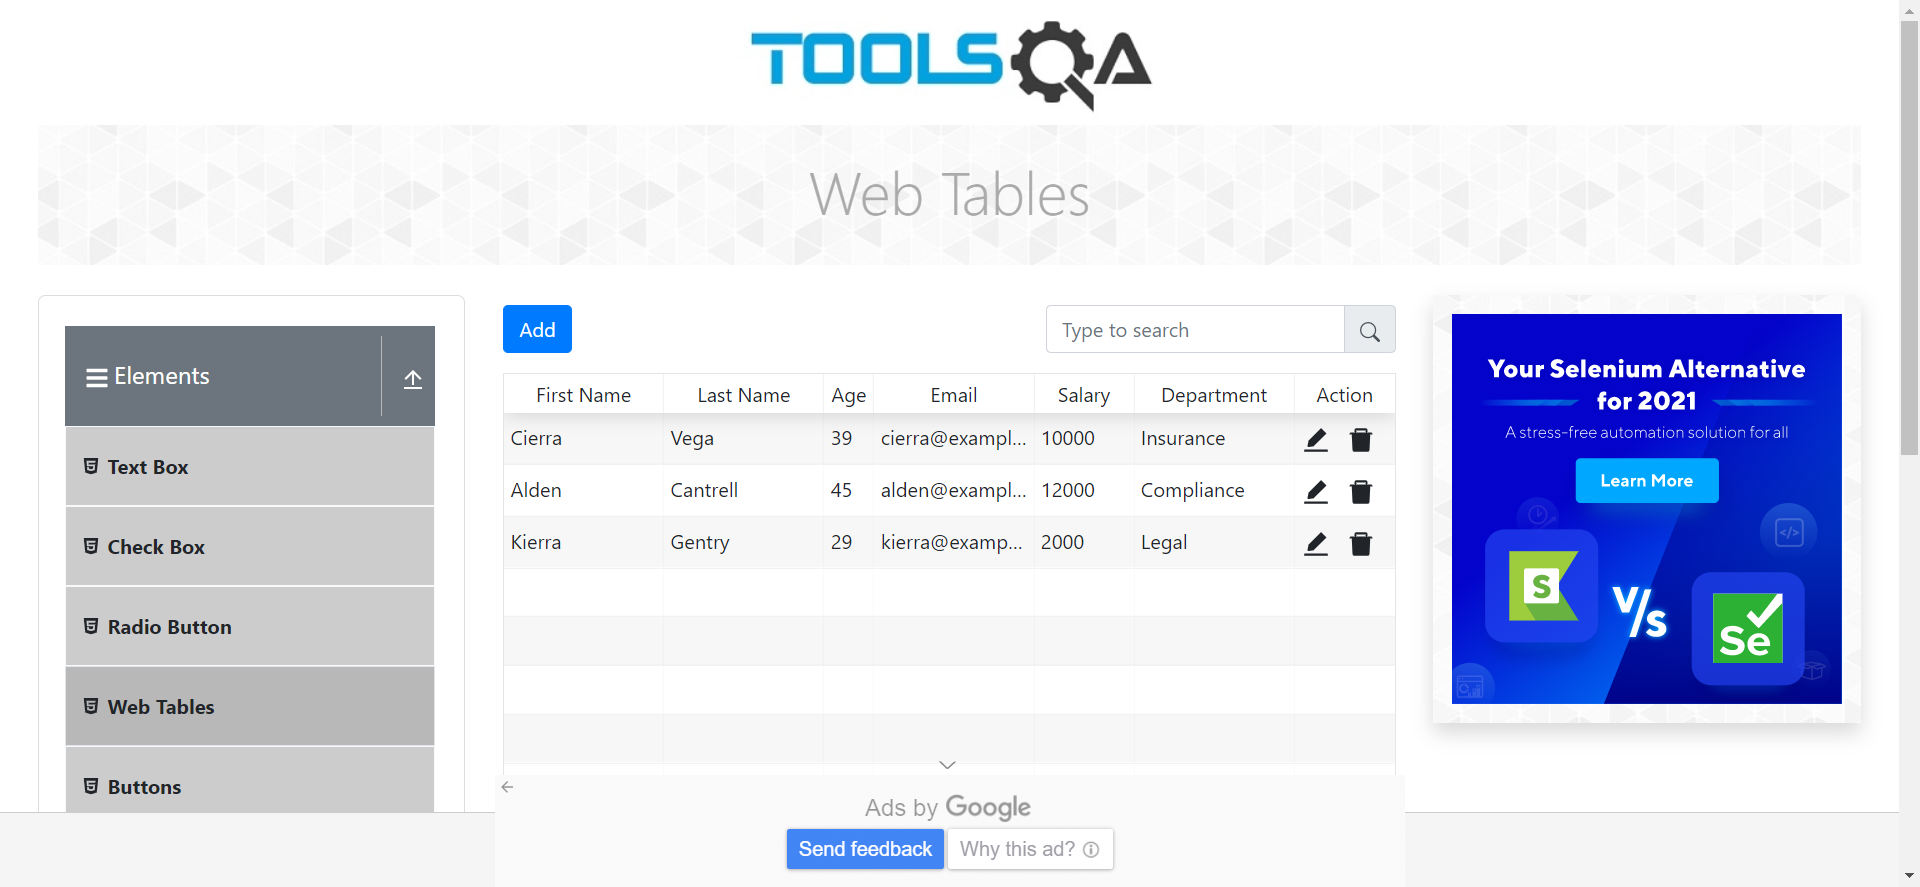 TOOLSQA
Web Tables
Elements
Text Box
Check Box
Radio Button
Web Tables
Buttons
Add
Type to search
First Name Last Name Age Email Salary Department Action
Cierra Vega 39 cierra@exampl... 10000 Insurance
Alden Cantrell 45 alden@exampl... 12000 Compliance
Kierra Gentry 29 kierra@examp... 2000 Legal
Your Selenium Alternative
for 2021
A stress-free automation solution for all
Learn More
S
V/s
Se
Ads by Google
Send feedback Why this ad?